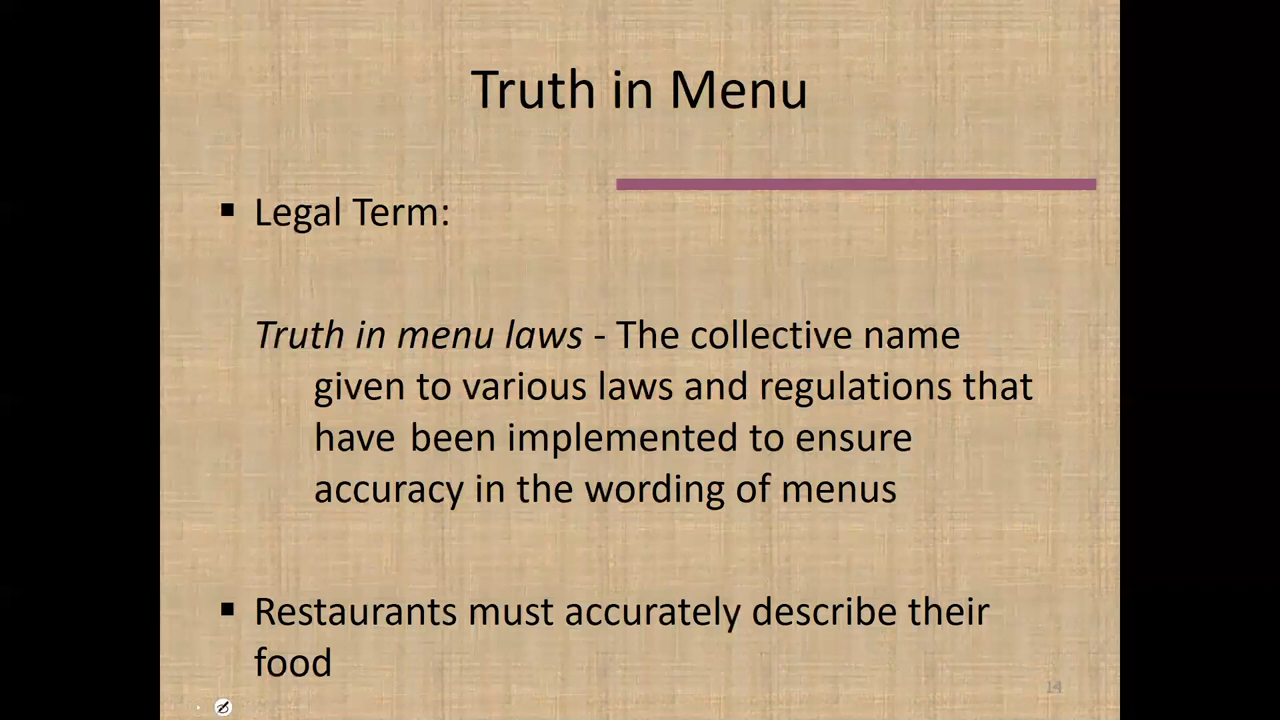 Truth in Menu
▪ Legal Term:
Truth in menu laws - The collective name
given to various laws and regulations that
have been implemented to ensure
accuracy in the wording of menus
▪ Restaurants must accurately describe their
food
14